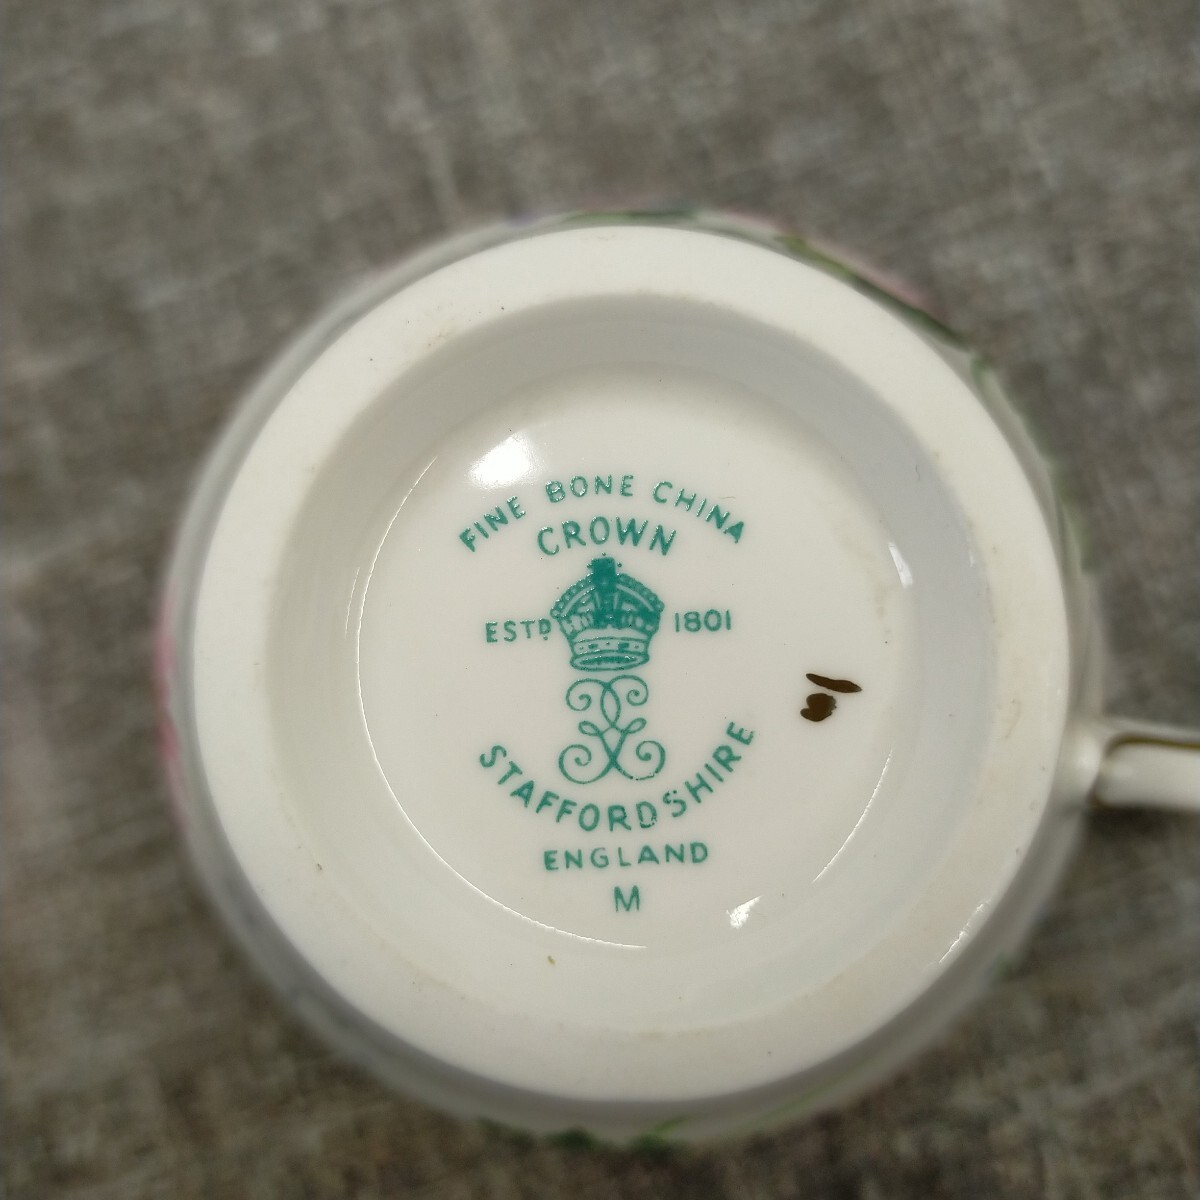 FINE BONE CHINA
CROWN
ESTD. 1801
STAFFORDSHIRE
ENGLAND
M